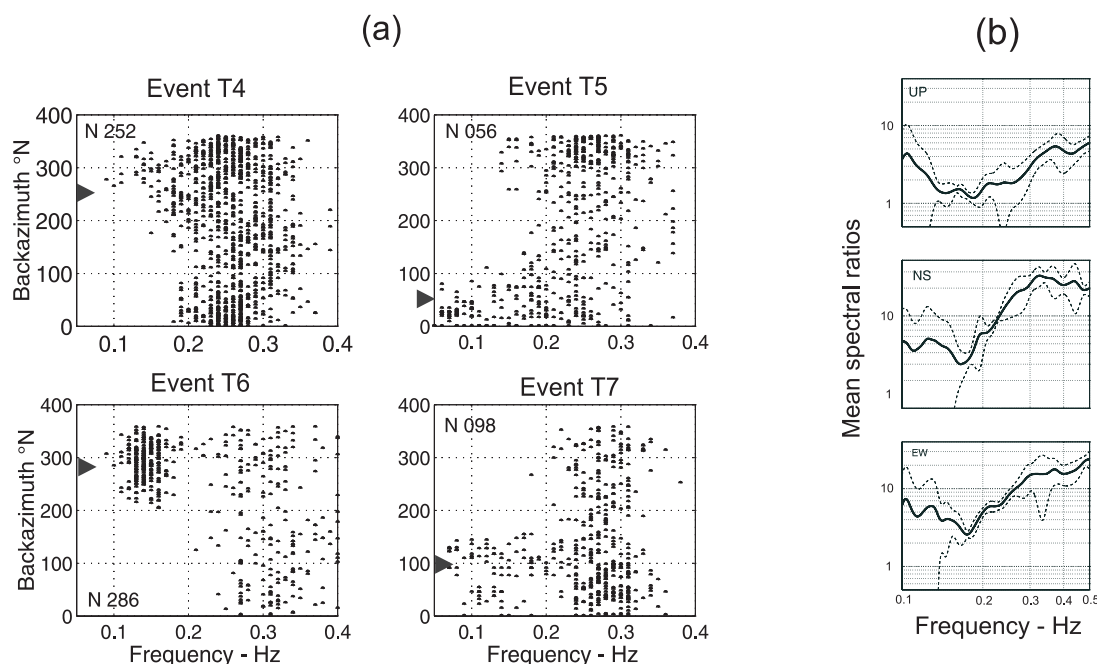 (a)
(b)
Event T4
Event T5
400
300
200
100
0
Backazimuth °N
N 252
0.1
0.2
0.3
0.4
400
300
200
100
0
N 056
0.1
0.2
0.3
0.4
Event T6
Event T7
400
300
200
100
0
Backazimuth °N
N 286
0.1
0.2
0.3
0.4
Frequency - Hz
400
300
200
100
0
N 098
0.1
0.2
0.3
0.4
Frequency - Hz
Mean spectral ratios
UP
10
1
NS
10
1
EW
10
1
0.1
0.2
0.3
0.5
Frequency - Hz